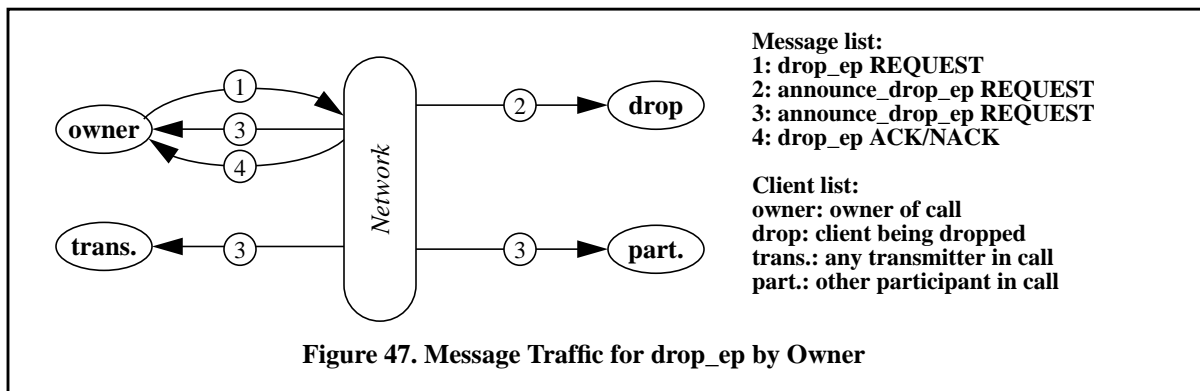 1
owner
3
4
trans.
3
Network
2
drop
3
part.
Message list:
1: drop_ep REQUEST
2: announce_drop_ep REQUEST
3: announce_drop_ep REQUEST
4: drop_ep ACK/NACK
Client list:
owner: owner of call
drop: client being dropped
trans.: any transmitter in call
part.: other participant in call
Figure 47. Message Traffic for drop_ep by Owner